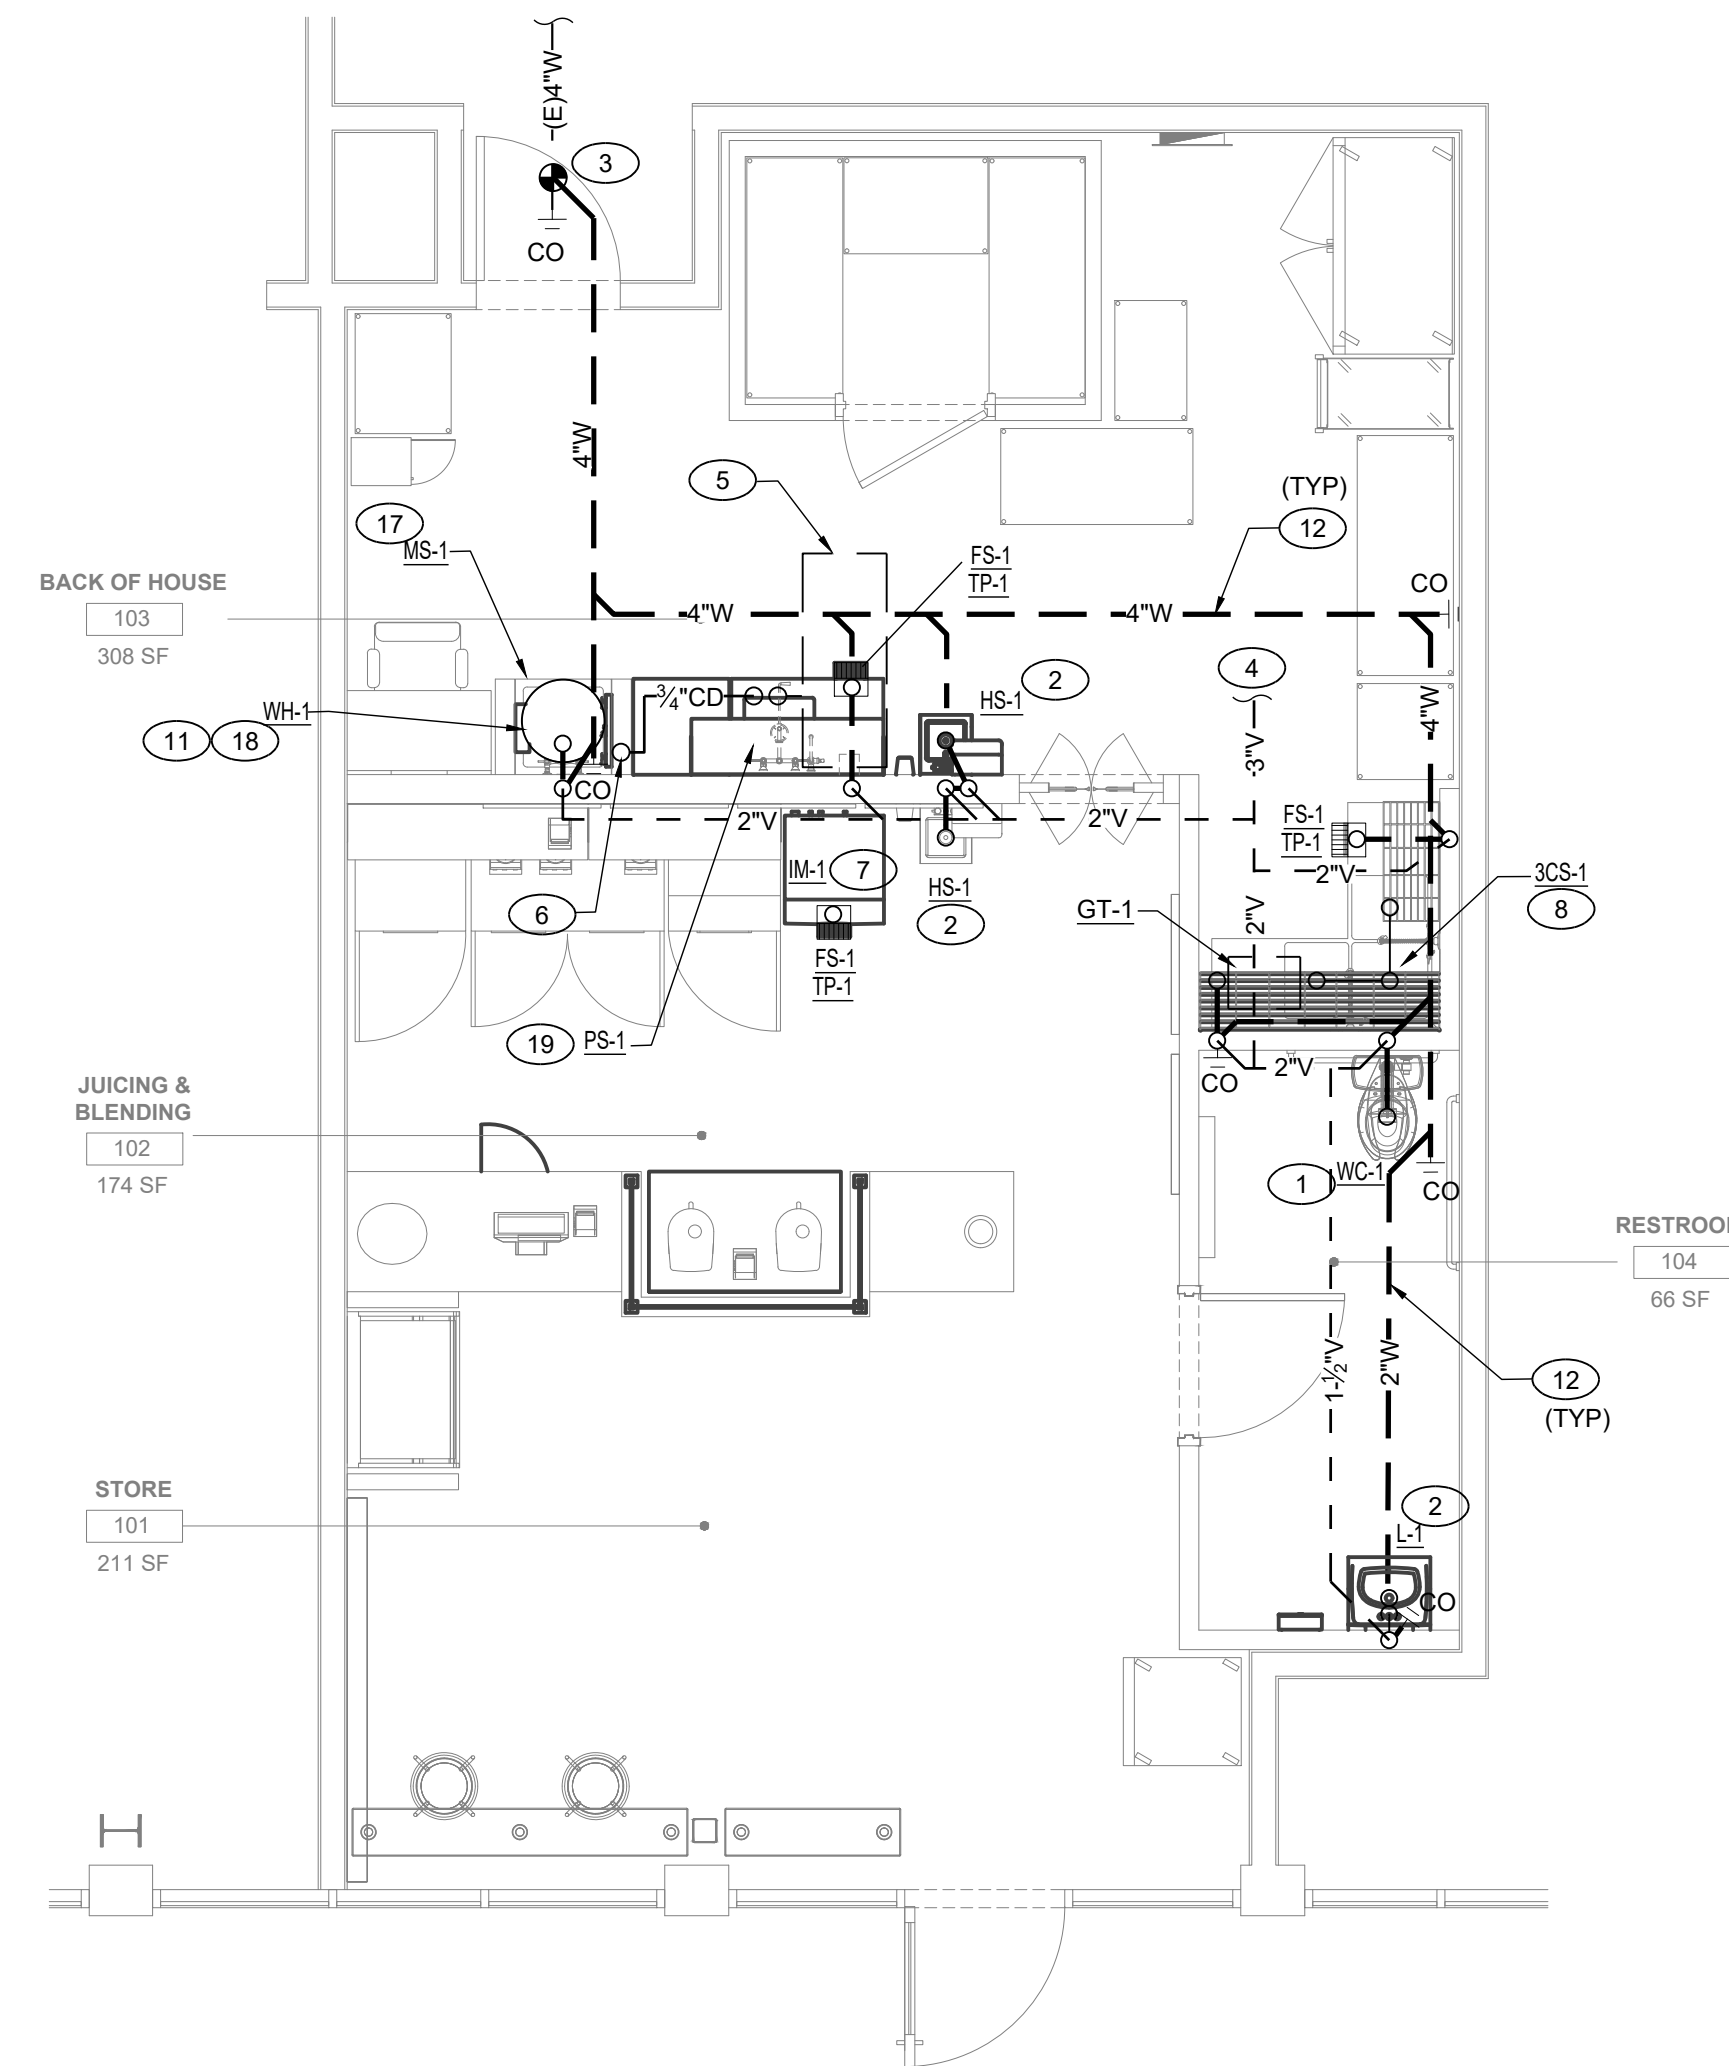 (E)4"W
3
CO
4"W
5
(TYP)
12
17
MS-1
FS-1
TP-1
BACK OF HOUSE
103
308 SF
4"W
4"W
CO
4
2
HS-1
WH-1
11
18
3/4"CD
4"W
3"V
CO
2"V
2"V
FS-1
TP-1
IM-1
7
2"V
3CS-1
8
HS-1
2
6
GT-1
2"V
FS-1
TP-1
19
PS-1
2"V
CO
JUICING &
BLENDING
102
174 SF
1
WC-1
CO
RESTROO
104
66 SF
1-1/2"V
2"W
12
(TYP)
STORE
101
211 SF
2
L-1
CO